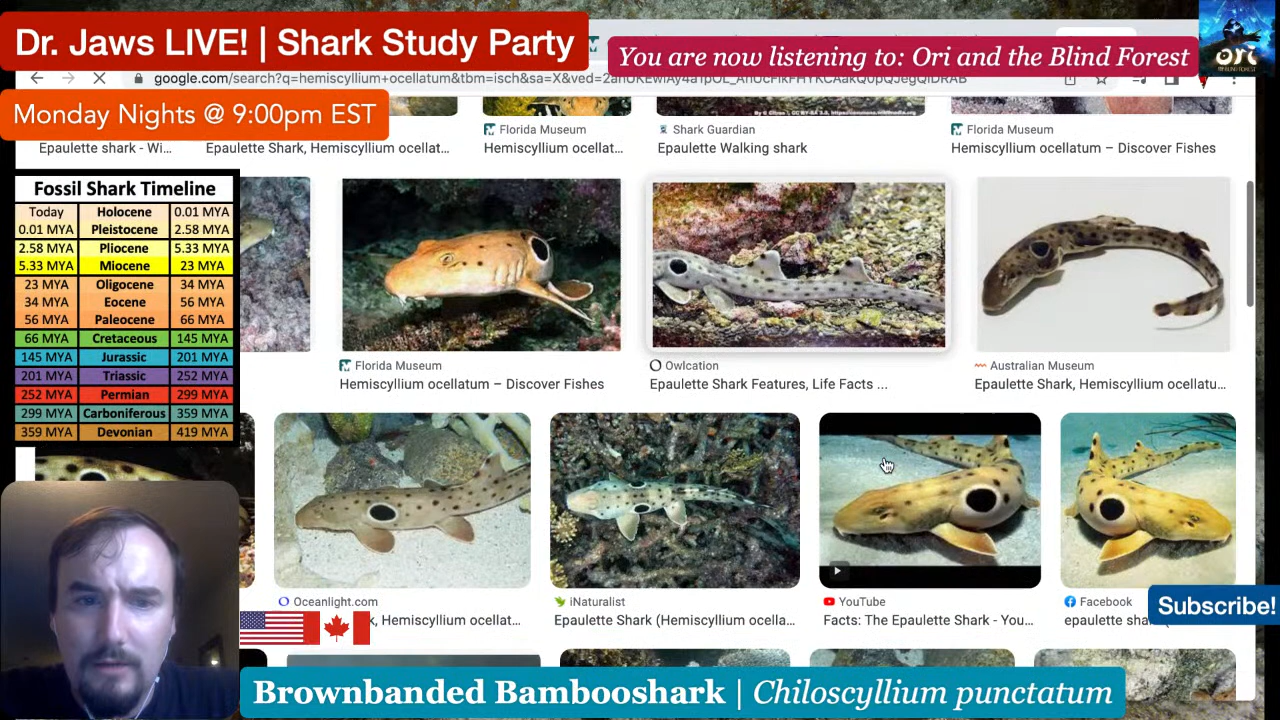 Dr. Jaws LIVE! | Shark Study Party
You are now listening to: Ori and the Blind Forest
ori
google.com/search?q=hemiscyllium+ocellatum&tbm=isch&sa=X&ved=
Monday Nights @ 9:00pm EST
Florida Museum
Shark Guardian
Florida Museum
Epaulette shark - Wi...
Epaulette Shark, Hemiscyllium ocellat...
Hemiscyllium ocellat...
Epaulette Walking shark
Hemiscyllium ocellatum – Discover Fishes
Fossil Shark Timeline
Today Holocene 0.01 MYA
0.01 MYA Pleistocene 2.58 MYA
2.58 MYA Pliocene 5.33 MYA
5.33 MYA Miocene 23 MYA
23 MYA Oligocene 34 MYA
34 MYA Eocene 56 MYA
56 MYA Paleocene 66 MYA
66 MYA Cretaceous 145 MYA
145 MYA Jurassic 201 MYA
201 MYA Triassic 252 MYA
252 MYA Permian 299 MYA
299 MYA Carboniferous 359 MYA
359 MYA Devonian 419 MYA
Florida Museum
Hemiscyllium ocellatum – Discover Fishes
Owlcation
Epaulette Shark Features, Life Facts ...
Australian Museum
Epaulette Shark, Hemiscyllium ocellatu...
Oceanlight.com
k, Hemiscyllium ocellat...
iNaturalist
Epaulette Shark (Hemiscyllium ocella...
YouTube
Facts: The Epaulette Shark - You...
Facebook
epaulette sha
Subscribe!
Brownbanded Bambooshark | Chiloscyllium punctatum